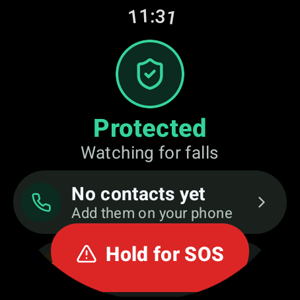 11:31
Protected
Watching for falls
No contacts yet
Add them on your phone
Hold for SOS